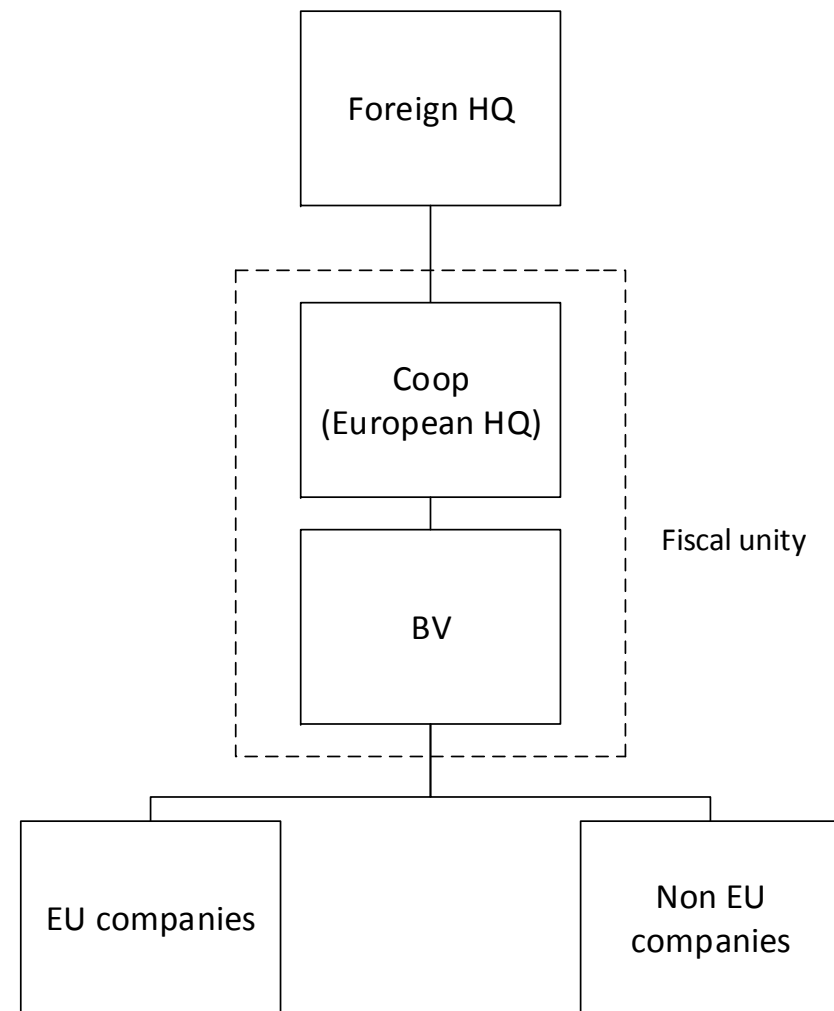 Foreign HQ
Coop
(European HQ)
Fiscal unity
BV
EU companies
Non EU
companies